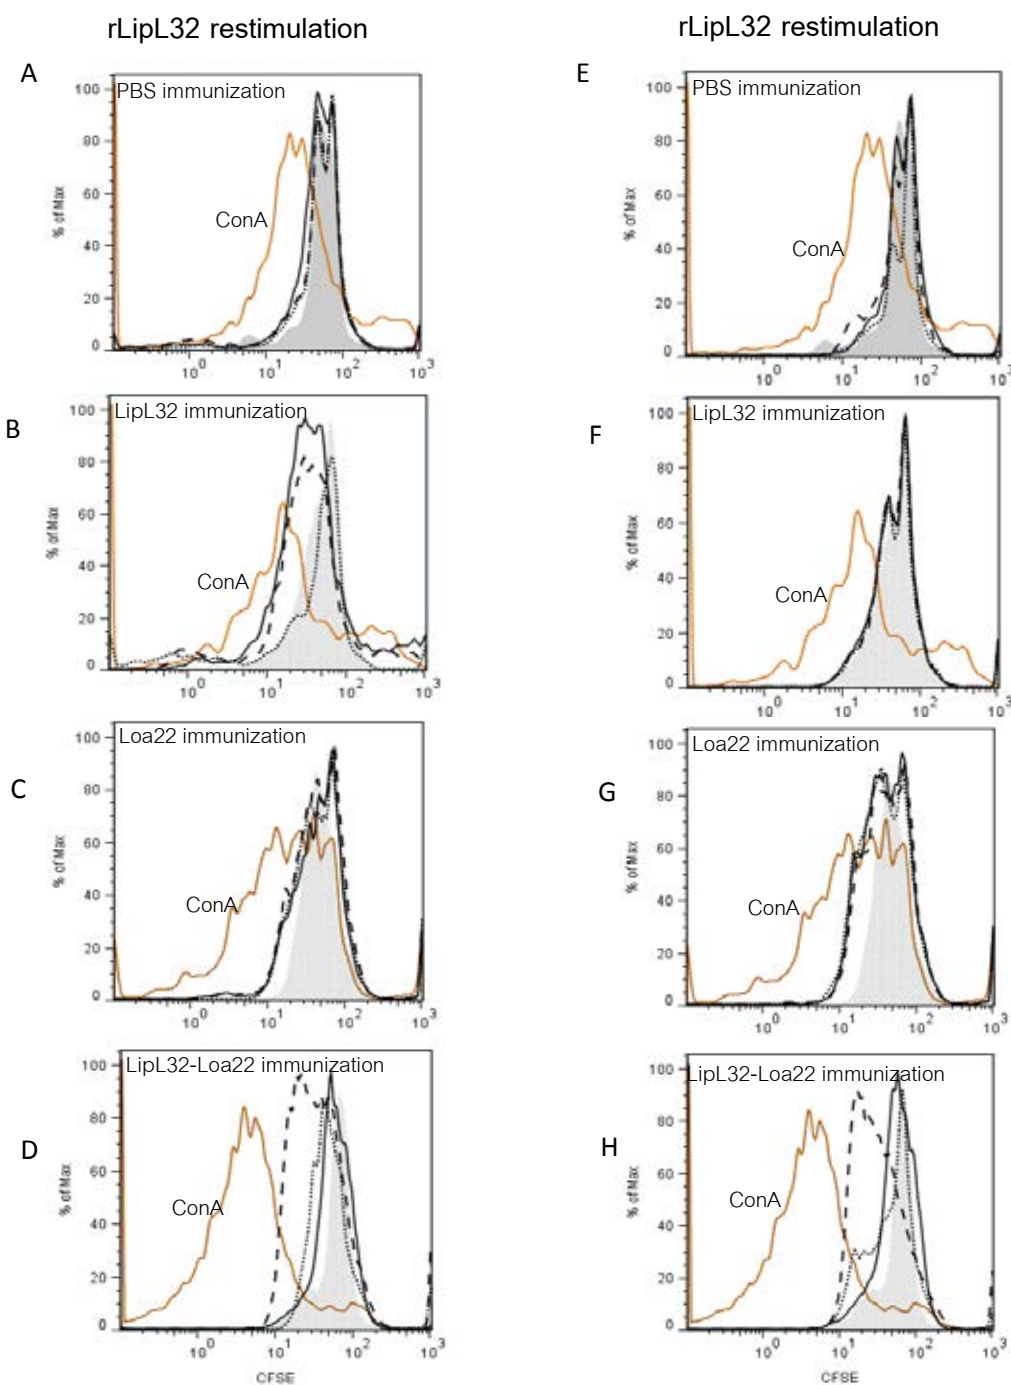 rLipL32 restimulation
rLipL32 restimulation
A
PBS immunization
ConA
% of Max
100
80
60
40
20
0
10^0 10^1 10^2 10^3
E
PBS immunization
ConA
% of Max
100
80
60
40
20
0
10^0 10^1 10^2 10^3
B
LipL32 immunization
ConA
% of Max
100
80
60
40
20
0
10^0 10^1 10^2 10^3
F
LipL32 immunization
ConA
% of Max
100
80
60
40
20
0
10^0 10^1 10^2 10^3
C
Loa22 immunization
ConA
% of Max
100
80
60
40
20
0
10^0 10^1 10^2 10^3
G
Loa22 immunization
ConA
% of Max
100
80
60
40
20
0
10^0 10^1 10^2 10^3
D
LipL32-Loa22 immunization
ConA
% of Max
100
80
60
40
20
0
10^0 10^1 10^2 10^3
CFSE
H
LipL32-Loa22 immunization
ConA
% of Max
100
80
60
40
20
0
10^0 10^1 10^2 10^3
CFSE